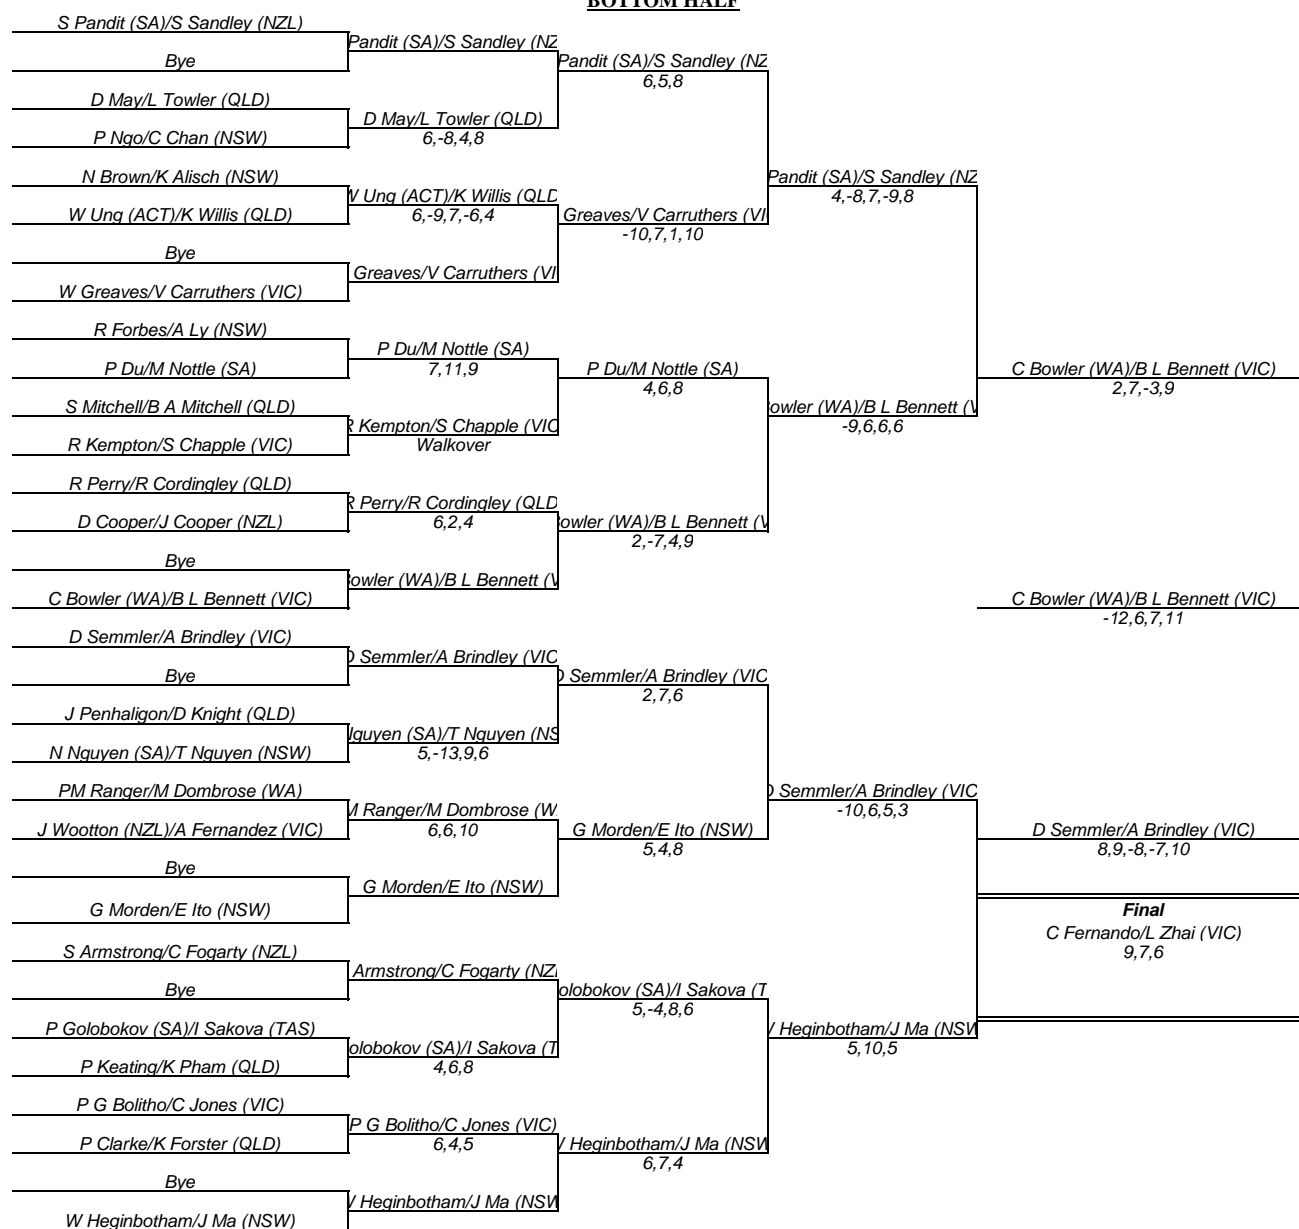 BOTTOM HALF
S Pandit (SA)/S Sandley (NZL)
Bye
D May/L Towler (QLD)
P Ngo/C Chan (NSW)
N Brown/K Alisch (NSW)
W Ung (ACT)/K Willis (QLD)
Bye
W Greaves/V Carruthers (VIC)
R Forbes/A Ly (NSW)
P Du/M Nottle (SA)
S Mitchell/B A Mitchell (QLD)
R Kempton/S Chapple (VIC)
R Perry/R Cordingley (QLD)
D Cooper/J Cooper (NZL)
Bye
C Bowler (WA)/B L Bennett (VIC)
D Semmler/A Brindley (VIC)
Bye
J Penhaligon/D Knight (QLD)
N Nguyen (SA)/T Nguyen (NSW)
PM Ranger/M Dombrose (WA)
J Wootton (NZL)/A Fernandez (VIC)
Bye
G Morden/E Ito (NSW)
S Armstrong/C Fogarty (NZL)
Bye
P Golobokov (SA)/I Sakova (TAS)
P Keating/K Pham (QLD)
P G Bolitho/C Jones (VIC)
P Clarke/K Forster (QLD)
Bye
W Heginbotham/J Ma (NSW)
Pandit (SA)/S Sandley (NZ
D May/L Towler (QLD)
6,-8,4,8
W Ung (ACT)/K Willis (QLD
6,-9,7,-6,4
Greaves/V Carruthers (VI
P Du/M Nottle (SA)
7,11,9
R Kempton/S Chapple (VIC
Walkover
R Perry/R Cordingley (QLD
6,2,4
owler (WA)/B L Bennett (V
D Semmler/A Brindley (VIC
Nguyen (SA)/T Nguyen (NS
5,-13,9,6
M Ranger/M Dombrose (W
6,6,10
G Morden/E Ito (NSW)
Armstrong/C Fogarty (NZ
olobokov (SA)/I Sakova (T
4,6,8
P G Bolitho/C Jones (VIC)
6,4,5
Heginbotham/J Ma (NSW
Pandit (SA)/S Sandley (NZ
6,5,8
Greaves/V Carruthers (VI
-10,7,1,10
P Du/M Nottle (SA)
4,6,8
owler (WA)/B L Bennett (V
2,-7,4,9
D Semmler/A Brindley (VIC
2,7,6
G Morden/E Ito (NSW)
5,4,8
olobokov (SA)/I Sakova (T
5,-4,8,6
Heginbotham/J Ma (NSW
6,7,4
Pandit (SA)/S Sandley (NZ
4,-8,7,-9,8
owler (WA)/B L Bennett (V
-9,6,6,6
D Semmler/A Brindley (VIC
-10,6,5,3
Heginbotham/J Ma (NSW
5,10,5
C Bowler (WA)/B L Bennett (VIC)
2,7,-3,9
C Bowler (WA)/B L Bennett (VIC)
-12,6,7,11
D Semmler/A Brindley (VIC)
8,9,-8,-7,10
Final
C Fernando/L Zhai (VIC)
9,7,6